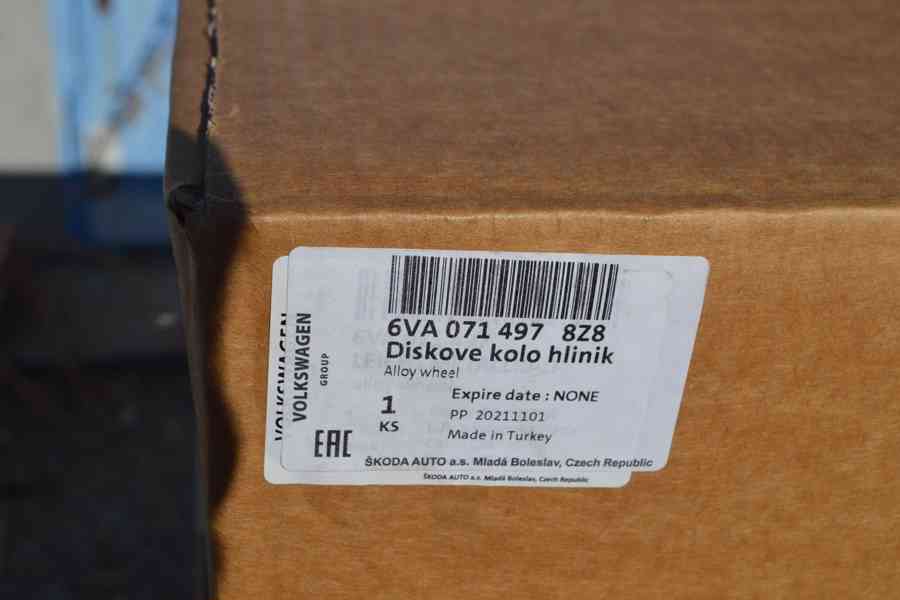 VOLKSWAGEN
GROUP
6VA 071 497 8Z8
Diskove kolo hlinik
Alloy wheel
1
KS
Expire date : NONE
PP 20211101
Made in Turkey
EAC
ŠKODA AUTO a.s. Mladá Boleslav, Czech Republic
VOLKSWAGEN
ŠKODA AUTO a.s. Mladá Boleslav, Czech Republic